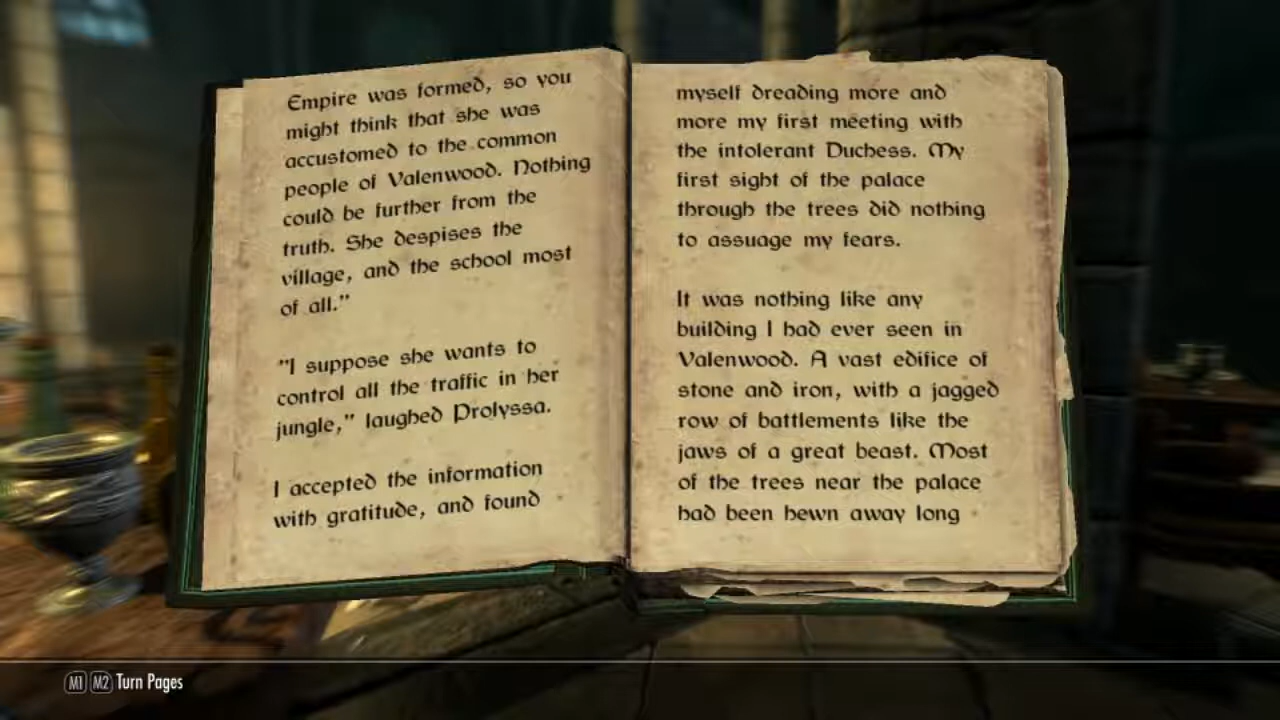 Empire was formed, so you
might think that she was
accustomed to the common
people of Valenwood. Nothing
could be further from the
truth. She despises the
village, and the school most
of all."
"I suppose she wants to
control all the traffic in her
jungle," laughed Prolyssa.
I accepted the information
with gratitude, and found
myself dreading more and
more my first meeting with
the intolerant Duchess. My
first sight of the palace
through the trees did nothing
to assuage my fears.
It was nothing like any
building I had ever seen in
Valenwood. A vast edifice of
stone and iron, with a jagged
row of battlements like the
jaws of a great beast. Most
of the trees near the palace
had been hewn away long
M1 M2 Turn Pages